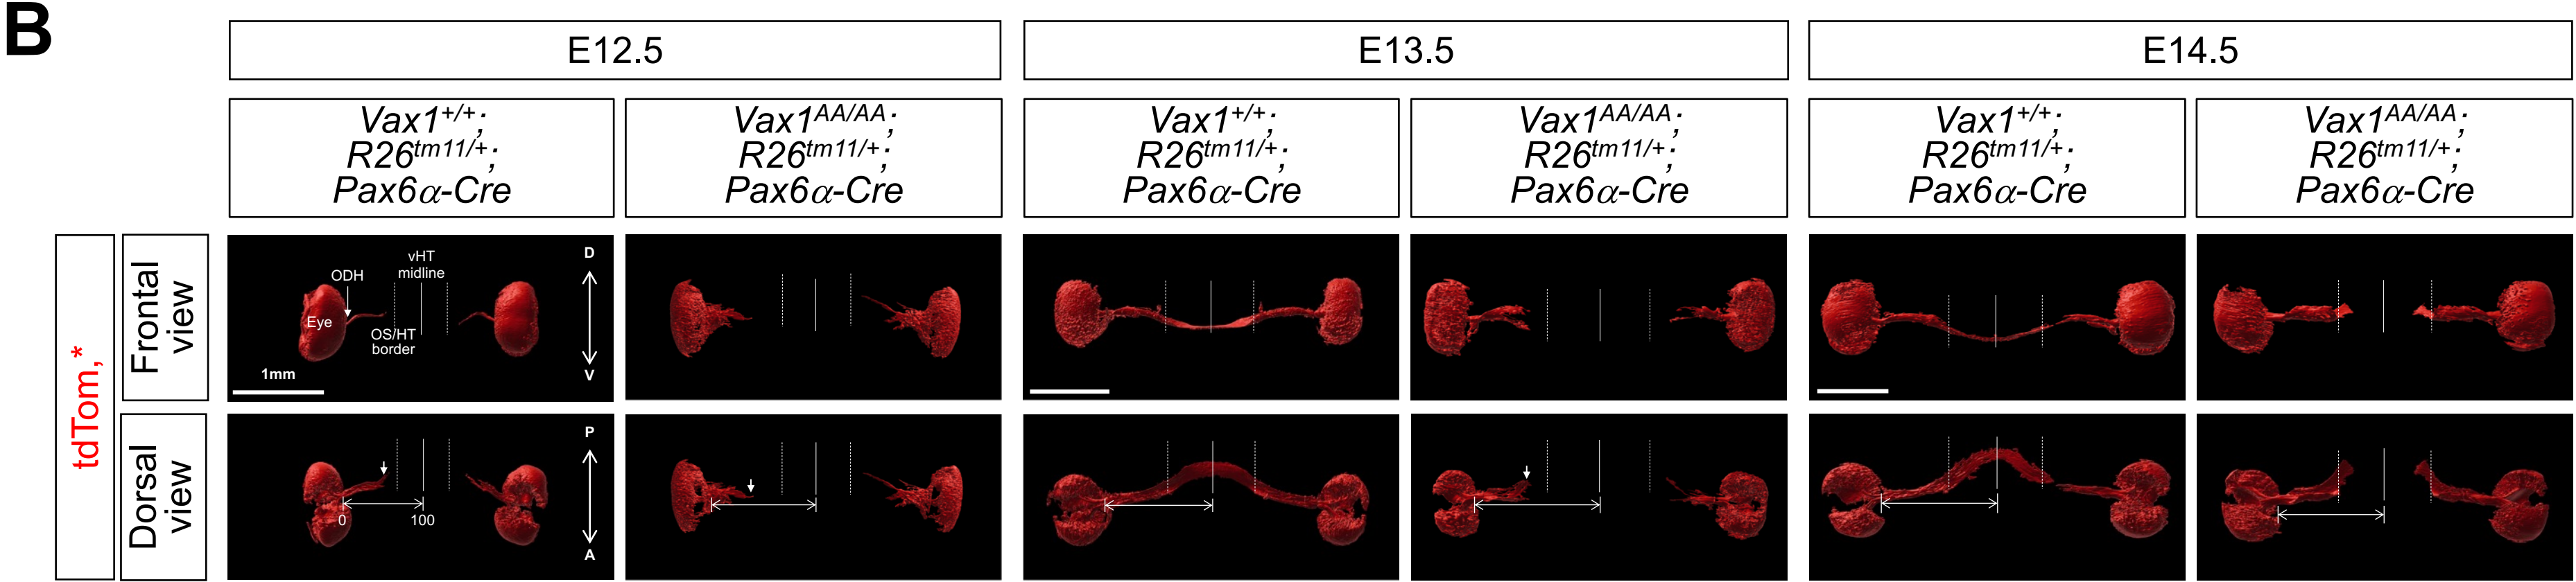 B
E12.5
E13.5
E14.5
Vax1+/+;
R26tm11/+;
Pax6α-Cre
Vax1AA/AA;
R26tm11/+;
Pax6α-Cre
Vax1+/+;
R26tm11/+;
Pax6α-Cre
Vax1AA/AA;
R26tm11/+;
Pax6α-Cre
Vax1+/+;
R26tm11/+;
Pax6α-Cre
Vax1AA/AA;
R26tm11/+;
Pax6α-Cre
tdTom,*
Frontal
view
ODH
vHT
midline
Eye
OS/HT
border
1mm
D
V
Dorsal
view
0
100
P
A